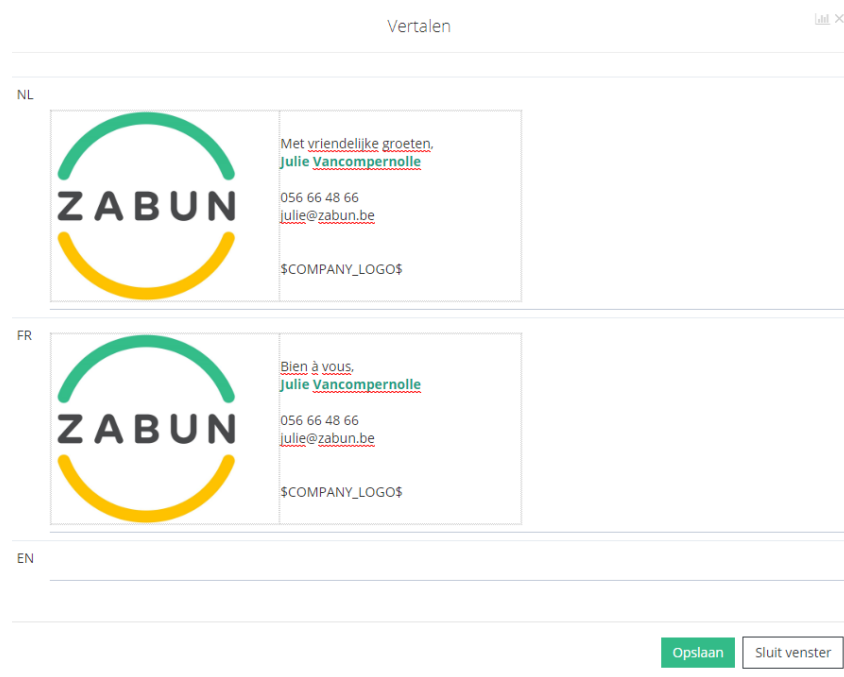 Vertalen
NL
ZABUN
Met vriendelijke groeten,
Julie Vancompernolle
056 66 48 66
julie@zabun.be
$COMPANY_LOGO$
FR
ZABUN
Bien à vous,
Julie Vancompernolle
056 66 48 66
julie@zabun.be
$COMPANY_LOGO$
EN
Opslaan
Sluit venster